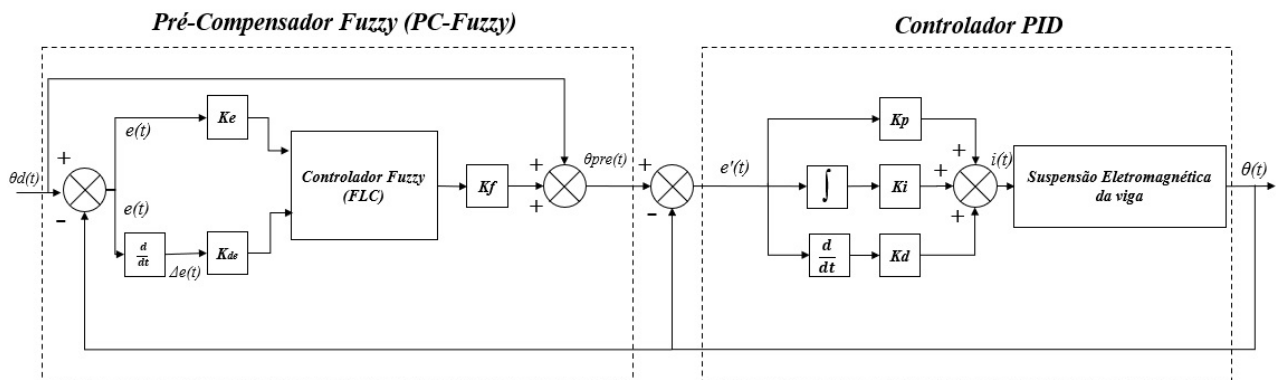 Pré-Compensador Fuzzy (PC-Fuzzy)
Controlador PID
e(t)
Ke
Kp
+
θd(t)
-
e(t)
d
dt
Δe(t)
Kde
Controlador Fuzzy
(FLC)
Kf
+
+
θpre(t)
+
-
e'(t)
∫
Ki
d
dt
Kd
+
+
+
i(t)
Suspensão Eletromagnética
da viga
θ(t)